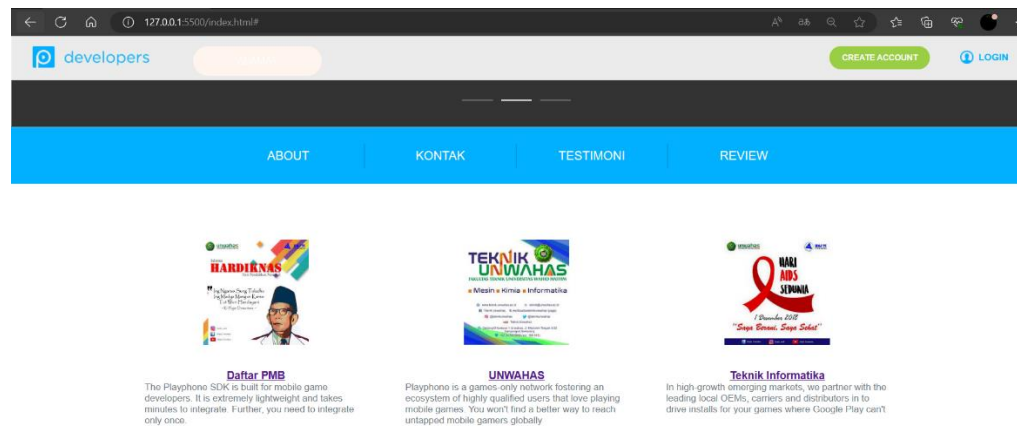 127.0.0.1:5500/index.html#
developers
CREATE ACCOUNT
LOGIN
ABOUT
KONTAK
TESTIMONI
REVIEW
unwahas
HARDIKNAS
TEKNIK
UNWAHAS
Mesin Kimia Informatika
unwahas
HARI
AIDS
SEDUNIA
1 Desember 2018
"Saya Berani, Saya Sehat"
Daftar PMB
The Playphone SDK is built for mobile game
developers. It is extremely lightweight and takes
minutes to integrate. Further, you need to integrate
only once.
UNWAHAS
Playphone is a games-only network fostering an
ecosystem of highly qualified users that love playing
mobile games. You won't find a better way to reach
untapped mobile gamers globally
Teknik Informatika
In high-growth emerging markets, we partner with the
leading local OEMs, carriers and distributors in to
drive installs for your games where Google Play can't